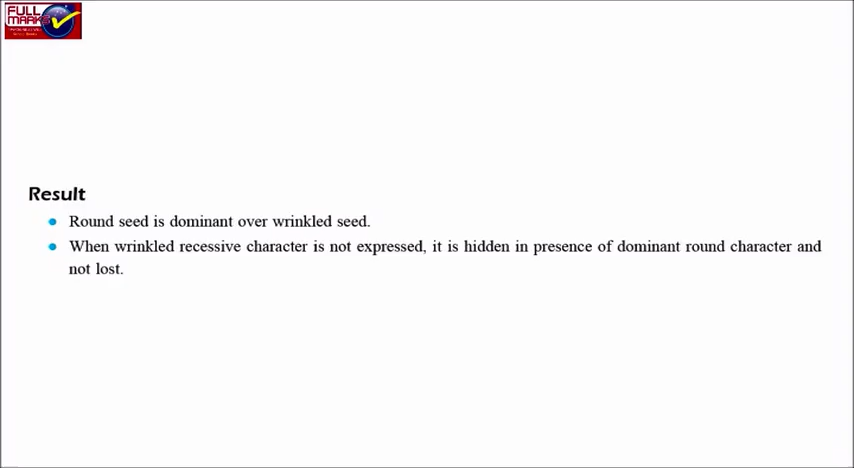 FULL
MARKS
Result
Round seed is dominant over wrinkled seed.
When wrinkled recessive character is not expressed, it is hidden in presence of dominant round character and
not lost.